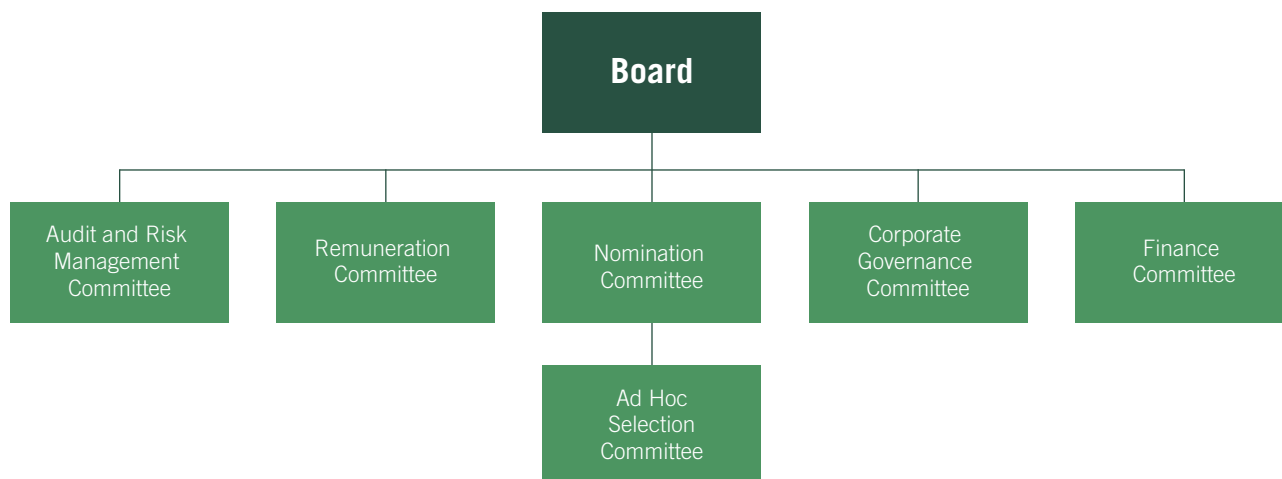 Board
Audit and Risk
Management
Committee
Remuneration
Committee
Nomination
Committee
Corporate
Governance
Committee
Finance
Committee
Ad Hoc
Selection
Committee